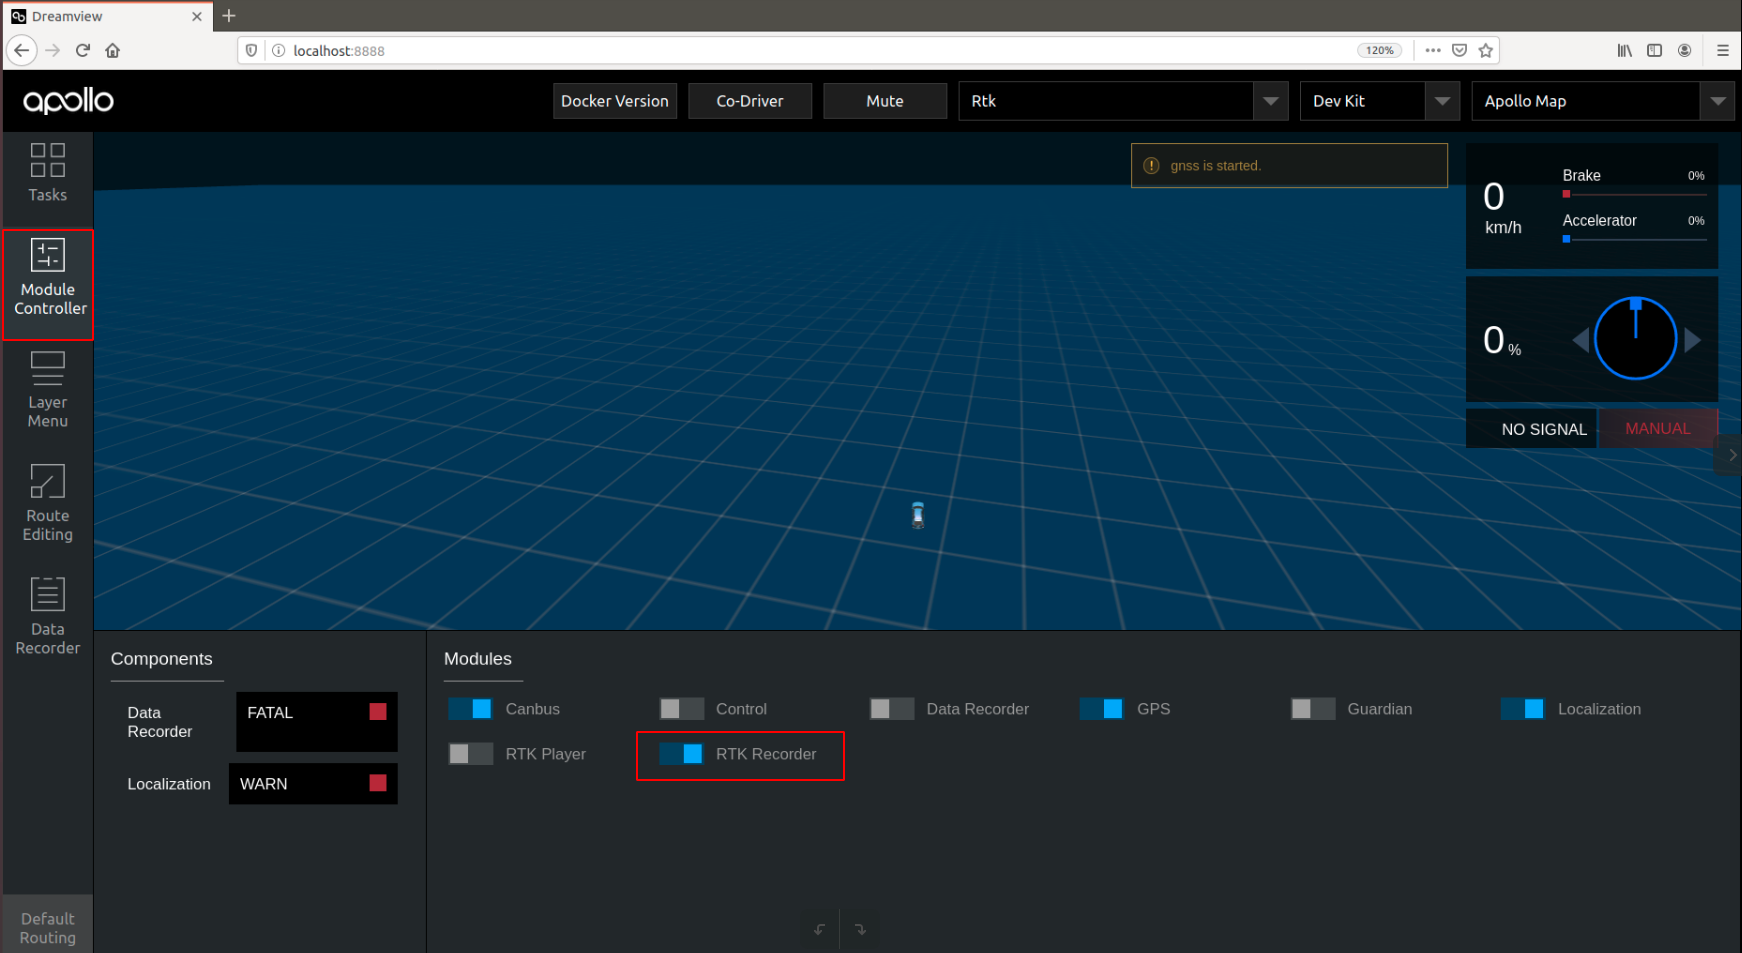 Dreamview
localhost:8888
120%
apollo
Docker Version
Co-Driver
Mute
Rtk
Dev Kit
Apollo Map
Tasks
Module
Controller
Layer
Menu
Route
Editing
Data
Recorder
Default
Routing
gnss is started.
0
km/h
Brake
0%
Accelerator
0%
0 %
NO SIGNAL
MANUAL
Components
Data
Recorder
FATAL
Localization
WARN
Modules
Canbus
Control
Data Recorder
GPS
Guardian
Localization
RTK Player
RTK Recorder